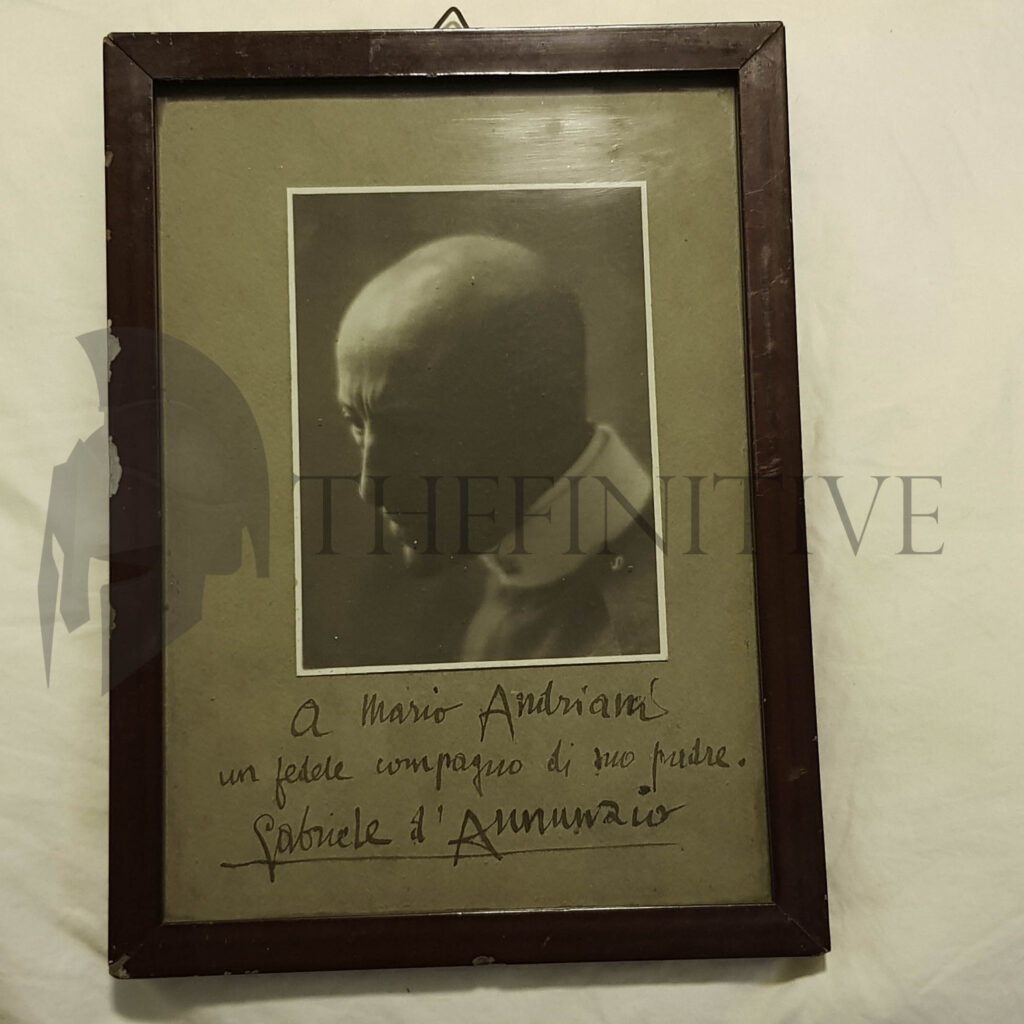 THEFINITIVE
A Mario Andriani
un fedele compagno di suo padre.
Gabriele d'Annunzio